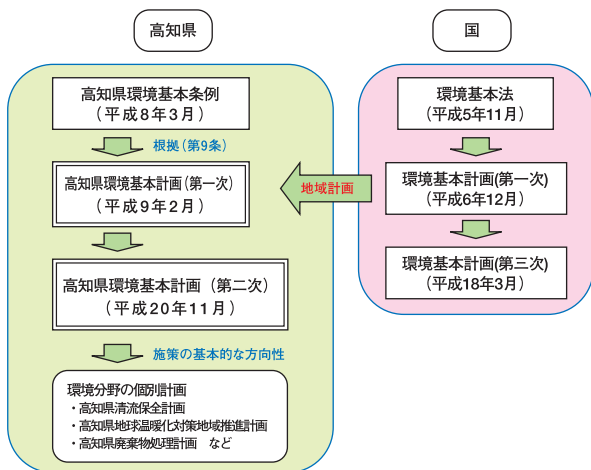 高知県
高知県環境基本条例
(平成8年3月)
根拠(第9条)
高知県環境基本計画(第一次)
(平成9年2月)
高知県環境基本計画(第二次)
(平成20年11月)
施策の基本的な方向性
環境分野の個別計画
・高知県清流保全計画
・高知県地球温暖化対策地域推進計画
・高知県廃棄物処理計画 など
地域計画
国
環境基本法
(平成5年11月)
環境基本計画(第一次)
(平成6年12月)
環境基本計画(第三次)
(平成18年3月)